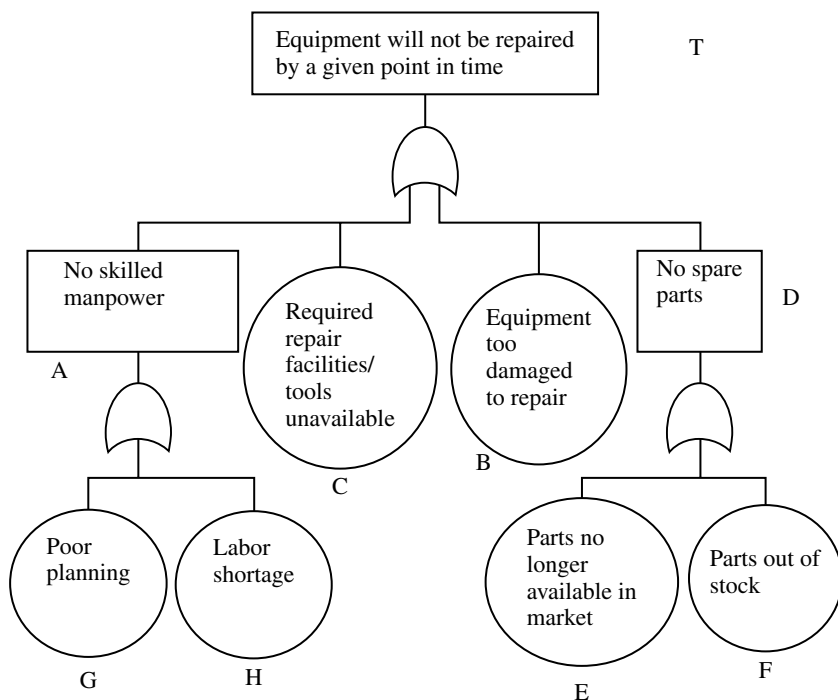 Equipment will not be repaired
by a given point in time
T
No skilled
manpower
A
Required
repair
facilities/
tools
unavailable
C
Equipment
too
damaged
to repair
B
No spare
parts
D
Poor
planning
G
Labor
shortage
H
Parts no
longer
available in
market
E
Parts out of
stock
F